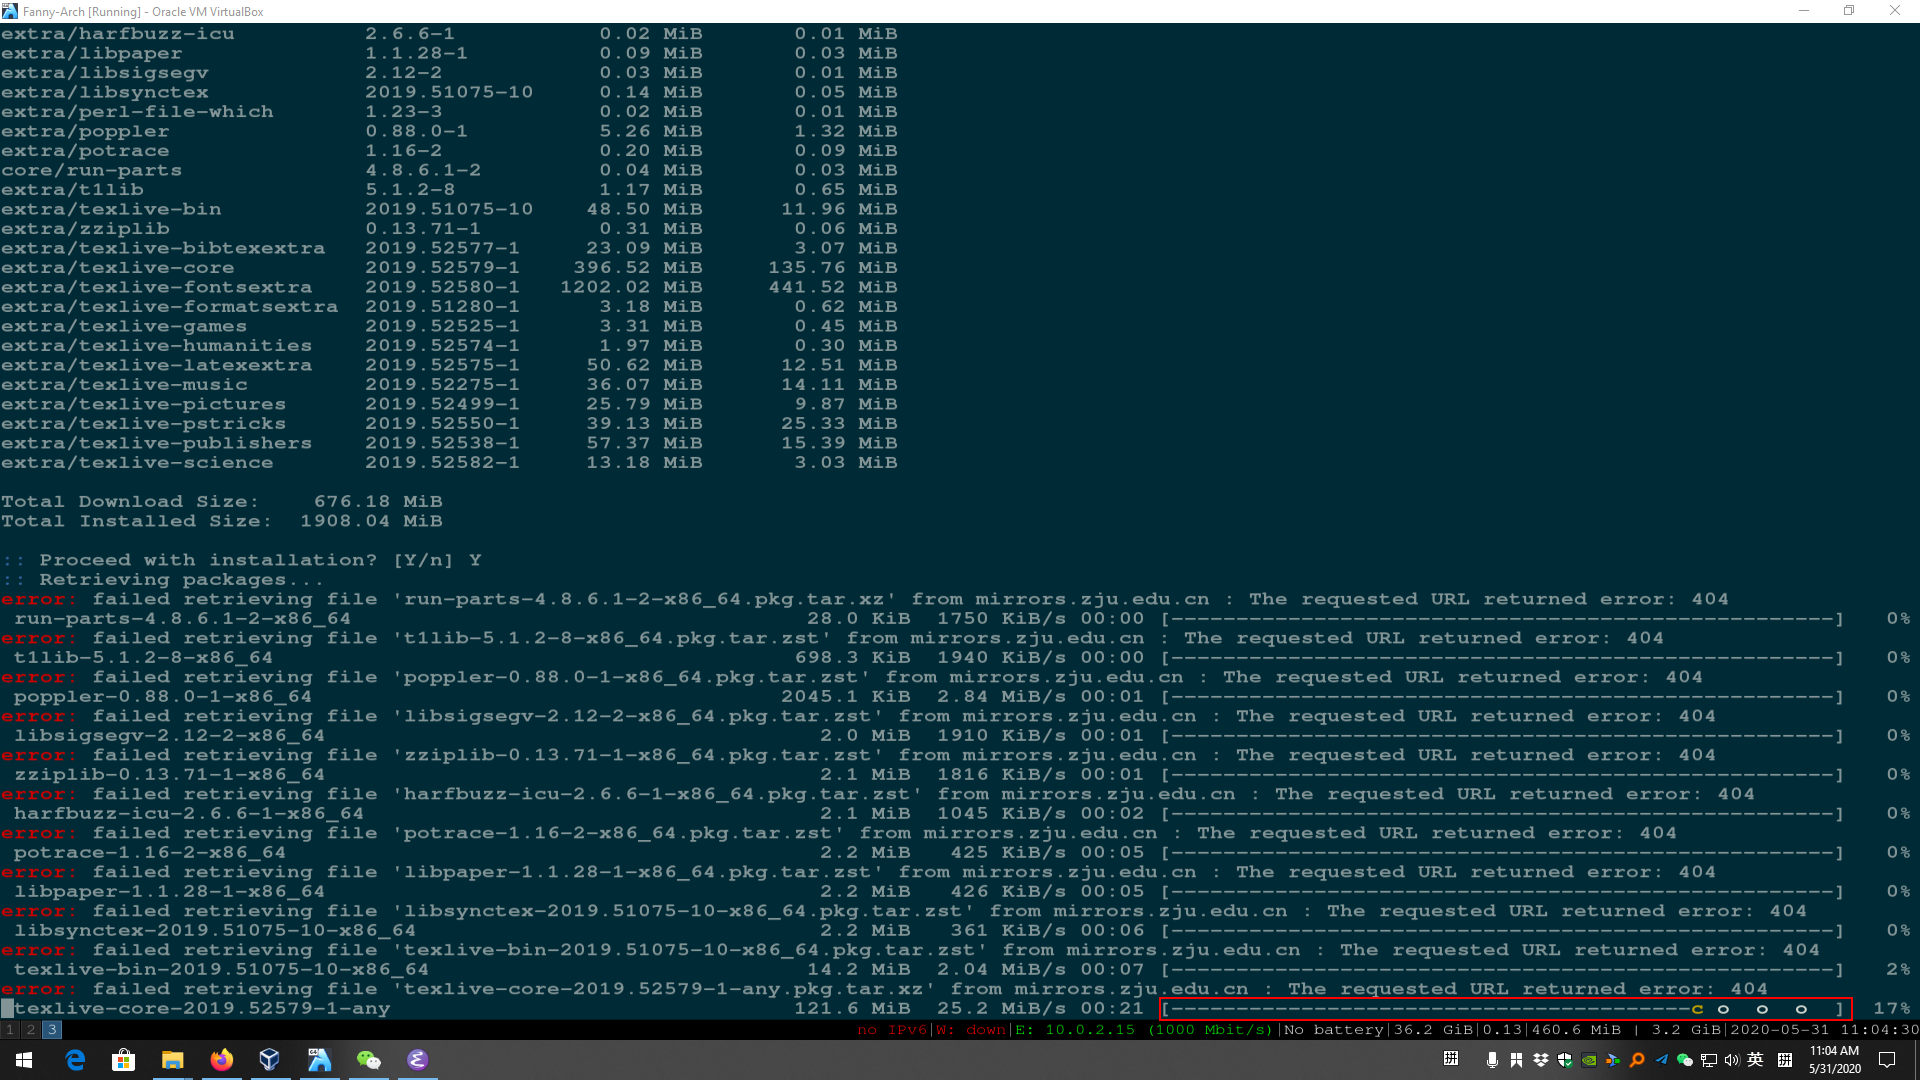 Fanny-Arch [Running] - Oracle VM VirtualBox
extra/harfbuzz-icu 2.6.6-1 0.02 MiB 0.01 MiB
extra/libpaper 1.1.28-1 0.09 MiB 0.03 MiB
extra/libsigsegv 2.12-2 0.03 MiB 0.01 MiB
extra/libsynctex 2019.51075-10 0.14 MiB 0.05 MiB
extra/perl-file-which 1.23-3 0.02 MiB 0.01 MiB
extra/poppler 0.88.0-1 5.26 MiB 1.32 MiB
extra/potrace 1.16-2 0.20 MiB 0.09 MiB
core/run-parts 4.8.6.1-2 0.04 MiB 0.03 MiB
extra/t1lib 5.1.2-8 1.17 MiB 0.65 MiB
extra/texlive-bin 2019.51075-10 48.50 MiB 11.96 MiB
extra/zziplib 0.13.71-1 0.31 MiB 0.06 MiB
extra/texlive-bibtexextra 2019.52577-1 23.09 MiB 3.07 MiB
extra/texlive-core 2019.52579-1 396.52 MiB 135.76 MiB
extra/texlive-fontsextra 2019.52580-1 1202.02 MiB 441.52 MiB
extra/texlive-formatsextra 2019.51280-1 3.18 MiB 0.62 MiB
extra/texlive-games 2019.52525-1 3.31 MiB 0.45 MiB
extra/texlive-humanities 2019.52574-1 1.97 MiB 0.30 MiB
extra/texlive-latexextra 2019.52575-1 50.62 MiB 12.51 MiB
extra/texlive-music 2019.52275-1 36.07 MiB 14.11 MiB
extra/texlive-pictures 2019.52499-1 25.79 MiB 9.87 MiB
extra/texlive-pstricks 2019.52550-1 39.13 MiB 25.33 MiB
extra/texlive-publishers 2019.52538-1 57.37 MiB 15.39 MiB
extra/texlive-science 2019.52582-1 13.18 MiB 3.03 MiB
Total Download Size: 676.18 MiB
Total Installed Size: 1908.04 MiB
:: Proceed with installation? [Y/n] Y
:: Retrieving packages...
error: failed retrieving file 'run-parts-4.8.6.1-2-x86_64.pkg.tar.xz' from mirrors.zju.edu.cn : The requested URL returned error: 404
run-parts-4.8.6.1-2-x86_64 28.0 KiB 1750 KiB/s 00:00 [----------------------------------------------------] 0%
error: failed retrieving file 't1lib-5.1.2-8-x86_64.pkg.tar.zst' from mirrors.zju.edu.cn : The requested URL returned error: 404
t1lib-5.1.2-8-x86_64 698.3 KiB 1940 KiB/s 00:00 [----------------------------------------------------] 0%
error: failed retrieving file 'poppler-0.88.0-1-x86_64.pkg.tar.zst' from mirrors.zju.edu.cn : The requested URL returned error: 404
poppler-0.88.0-1-x86_64 2045.1 KiB 2.84 MiB/s 00:01 [----------------------------------------------------] 0%
error: failed retrieving file 'libsigsegv-2.12-2-x86_64.pkg.tar.zst' from mirrors.zju.edu.cn : The requested URL returned error: 404
libsigsegv-2.12-2-x86_64 2.0 MiB 1910 KiB/s 00:01 [----------------------------------------------------] 0%
error: failed retrieving file 'zziplib-0.13.71-1-x86_64.pkg.tar.zst' from mirrors.zju.edu.cn : The requested URL returned error: 404
zziplib-0.13.71-1-x86_64 2.1 MiB 1816 KiB/s 00:01 [----------------------------------------------------] 0%
error: failed retrieving file 'harfbuzz-icu-2.6.6-1-x86_64.pkg.tar.zst' from mirrors.zju.edu.cn : The requested URL returned error: 404
harfbuzz-icu-2.6.6-1-x86_64 2.1 MiB 1045 KiB/s 00:02 [----------------------------------------------------] 0%
error: failed retrieving file 'potrace-1.16-2-x86_64.pkg.tar.zst' from mirrors.zju.edu.cn : The requested URL returned error: 404
potrace-1.16-2-x86_64 2.2 MiB 425 KiB/s 00:05 [----------------------------------------------------] 0%
error: failed retrieving file 'libpaper-1.1.28-1-x86_64.pkg.tar.zst' from mirrors.zju.edu.cn : The requested URL returned error: 404
libpaper-1.1.28-1-x86_64 2.2 MiB 426 KiB/s 00:05 [----------------------------------------------------] 0%
error: failed retrieving file 'libsynctex-2019.51075-10-x86_64.pkg.tar.zst' from mirrors.zju.edu.cn : The requested URL returned error: 404
libsynctex-2019.51075-10-x86_64 2.2 MiB 361 KiB/s 00:06 [----------------------------------------------------] 0%
error: failed retrieving file 'texlive-bin-2019.51075-10-x86_64.pkg.tar.zst' from mirrors.zju.edu.cn : The requested URL returned error: 404
texlive-bin-2019.51075-10-x86_64 14.2 MiB 2.04 MiB/s 00:07 [----------------------------------------------------] 2%
error: failed retrieving file 'texlive-core-2019.52579-1-any.pkg.tar.xz' from mirrors.zju.edu.cn : The requested URL returned error: 404
texlive-core-2019.52579-1-any 121.6 MiB 25.2 MiB/s 00:21 [-----------------------------------------c o  o  o  ] 17%
1 2 3 no IPv6|W: down|E: 10.0.2.15 (1000 Mbit/s)|No battery|36.2 GiB|0.13|460.6 MiB | 3.2 GiB|2020-05-31 11:04:30
拼 英 拼 11:04 AM
5/31/2020